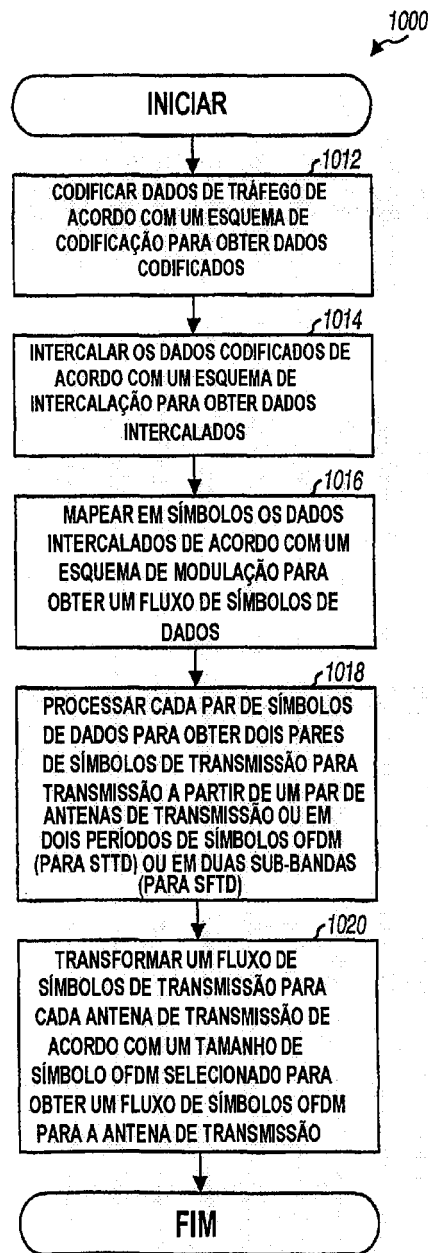 1000
INICIAR
1012
CODIFICAR DADOS DE TRÁFEGO DE
ACORDO COM UM ESQUEMA DE
CODIFICAÇÃO PARA OBTER DADOS
CODIFICADOS
1014
INTERCALAR OS DADOS CODIFICADOS DE
ACORDO COM UM ESQUEMA DE
INTERCALAÇÃO PARA OBTER DADOS
INTERCALADOS
1016
MAPEAR EM SÍMBOLOS OS DADOS
INTERCALADOS DE ACORDO COM UM
ESQUEMA DE MODULAÇÃO PARA
OBTER UM FLUXO DE SÍMBOLOS DE
DADOS
1018
PROCESSAR CADA PAR DE SÍMBOLOS
DE DADOS PARA OBTER DOIS PARES
DE SÍMBOLOS DE TRANSMISSÃO PARA
TRANSMISSÃO A PARTIR DE UM PAR DE
ANTENAS DE TRANSMISSÃO OU EM
DOIS PERÍODOS DE SÍMBOLOS OFDM
(PARA STTD) OU EM DUAS SUB-BANDAS
(PARA SFTD)
1020
TRANSFORMAR UM FLUXO DE
SÍMBOLOS DE TRANSMISSÃO PARA
CADA ANTENA DE TRANSMISSÃO DE
ACORDO COM UM TAMANHO DE
SÍMBOLO OFDM SELECIONADO PARA
OBTER UM FLUXO DE SÍMBOLOS OFDM
PARA A ANTENA DE TRANSMISSÃO
FIM